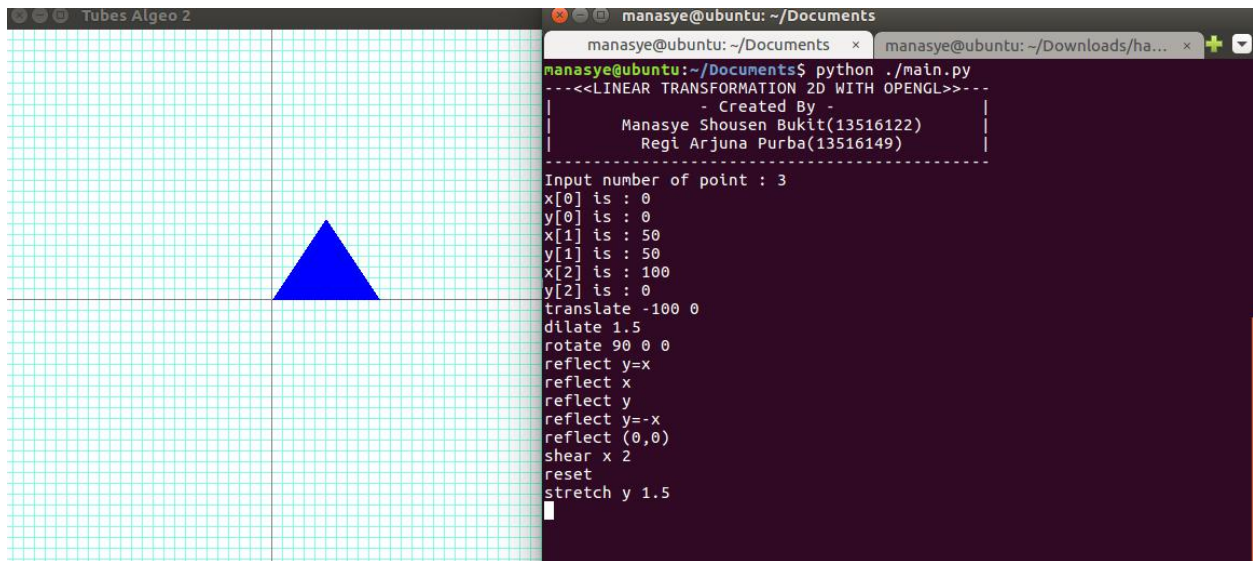 Tubes Algeo 2
manasye@ubuntu: ~/Documents
manasye@ubuntu: ~/Documents × manasye@ubuntu: ~/Downloads/ha... ×
manasye@ubuntu:~/Documents$ python ./main.py
---<<LINEAR TRANSFORMATION 2D WITH OPENGL>>---
| - Created By - |
| Manasye Shousen Bukit(13516122) |
| Regi Arjuna Purba(13516149) |
----------------------------------------------
Input number of point : 3
x[0] is : 0
y[0] is : 0
x[1] is : 50
y[1] is : 50
x[2] is : 100
y[2] is : 0
translate -100 0
dilate 1.5
rotate 90 0 0
reflect y=x
reflect x
reflect y
reflect y=-x
reflect (0,0)
shear x 2
reset
stretch y 1.5